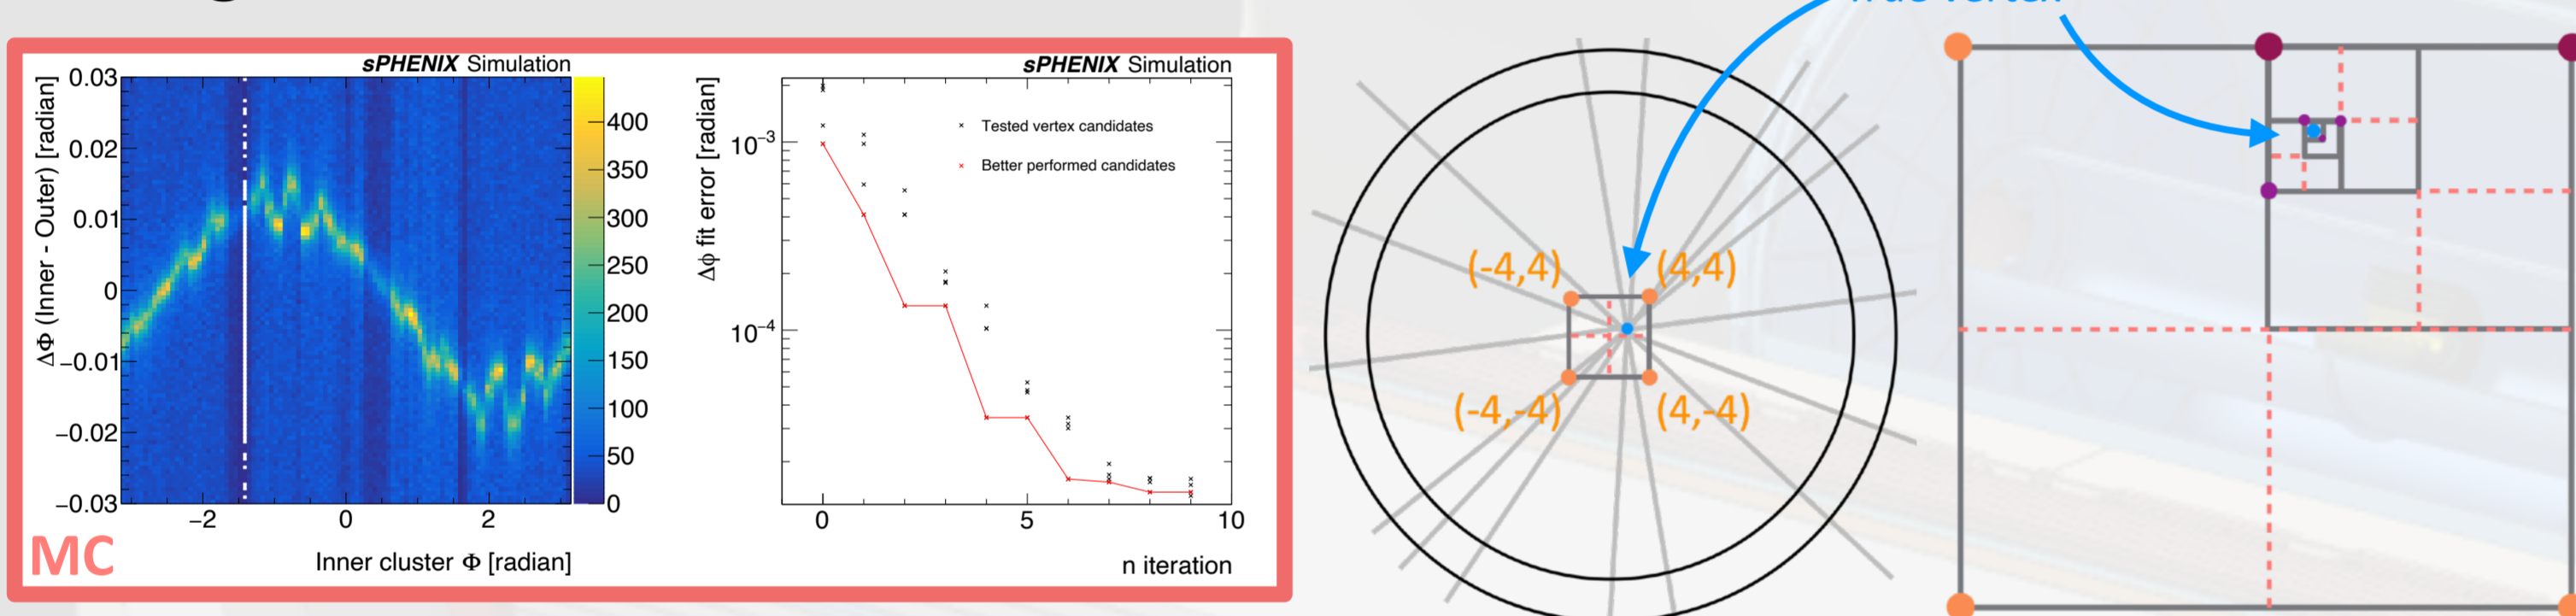 True vertex
sPHENIX Simulation
0.03
0.02
0.01
0
−0.01
−0.02
−0.03
ΔΦ (Inner - Outer) [radian]
−2
0
2
Inner cluster Φ [radian]
400
350
300
250
200
150
100
50
0
MC
sPHENIX Simulation
Δφ fit error [radian]
10−3
10−4
Tested vertex candidates
Better performed candidates
0
5
10
n iteration
(-4,4)
(4,4)
(-4,-4)
(4,-4)